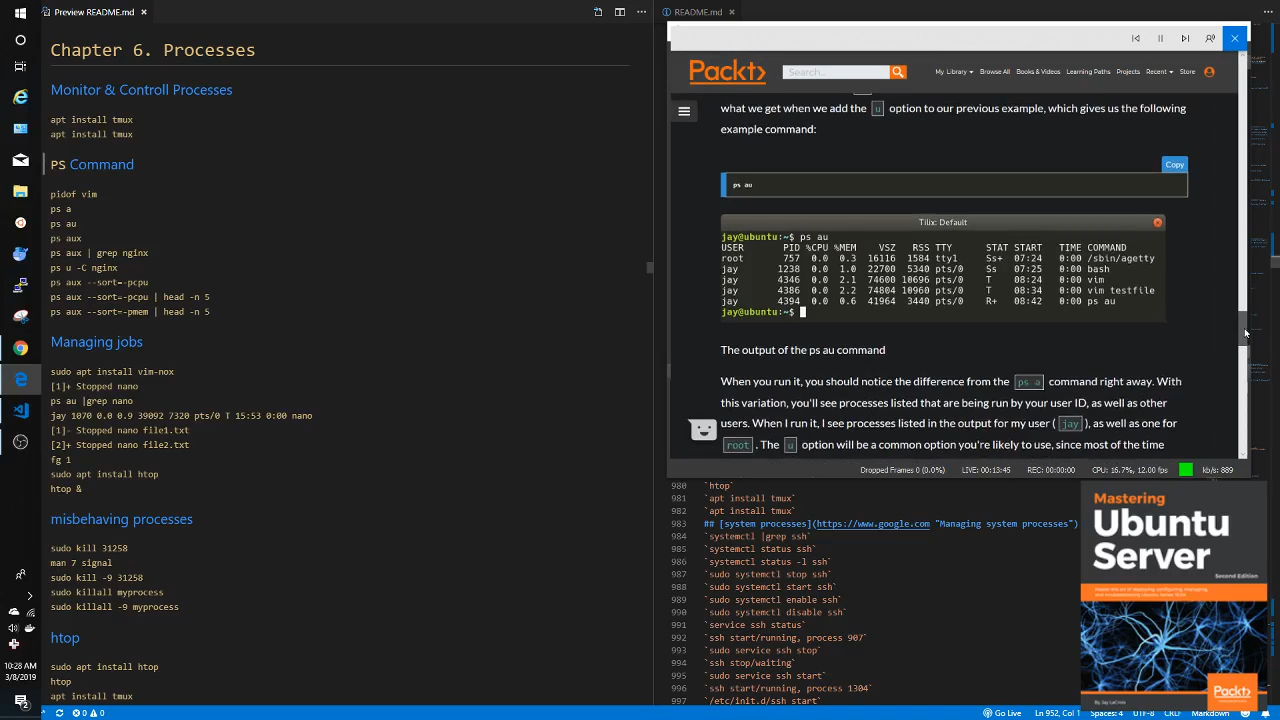 Preview README.md
Chapter 6. Processes
Monitor & Controll Processes
apt install tmux
apt install tmux
PS Command
pidof vim
ps a
ps au
ps aux
ps aux | grep nginx
ps u -C nginx
ps aux --sort=-pcpu
ps aux --sort=-pcpu | head -n 5
ps aux --sort=-pmem | head -n 5
Managing jobs
sudo apt install vim-nox
[1]+ Stopped nano
ps au |grep nano
jay 1070 0.0 0.9 39092 7320 pts/0 T 15:53 0:00 nano
[1]- Stopped nano file1.txt
[2]+ Stopped nano file2.txt
fg 1
sudo apt install htop
htop &
misbehaving processes
sudo kill 31258
man 7 signal
sudo kill -9 31258
sudo killall myprocess
sudo killall -9 myprocess
htop
sudo apt install htop
htop
apt install tmux
10:28 AM
3/8/2019
0 0
README.md
Packt
Search...
My Library
Browse All
Books & Videos
Learning Paths
Projects
Recent
Store
what we get when we add the u option to our previous example, which gives us the following
example command:
Copy
ps au
Tilix: Default
jay@ubuntu:~$ ps au
USER PID %CPU %MEM VSZ RSS TTY STAT START TIME COMMAND
root 757 0.0 0.3 16116 1584 tty1 Ss+ 07:24 0:00 /sbin/agetty
jay 1238 0.0 1.0 22700 5340 pts/0 Ss 07:25 0:00 bash
jay 4346 0.0 2.1 74600 10696 pts/0 T 08:24 0:00 vim
jay 4386 0.0 2.2 74804 10960 pts/0 T 08:34 0:00 vim testfile
jay 4394 0.0 0.6 41964 3440 pts/0 R+ 08:42 0:00 ps au
jay@ubuntu:~$
The output of the ps au command
When you run it, you should notice the difference from the ps a command right away. With
this variation, you'll see processes listed that are being run by your user ID, as well as other
users. When I run it, I see processes listed in the output for my user ( jay ), as well as one for
root . The u option will be a common option you're likely to use, since most of the time
Dropped Frames 0 (0.0%) LIVE: 00:13:45 REC: 00:00:00 CPU: 16.7%, 12.00 fps kb/s: 889
980 `htop`
981 `apt install tmux`
982 `apt install tmux`
983 ## [system processes](https://www.google.com "Managing system processes")
984 `systemctl |grep ssh`
985 `systemctl status ssh`
986 `systemctl status -l ssh`
987 `sudo systemctl stop ssh`
988 `sudo systemctl start ssh`
989 `sudo systemctl enable ssh`
990 `sudo systemctl disable ssh`
991 `service ssh status`
992 `ssh start/running, process 907`
993 `sudo service ssh stop`
994 `ssh stop/waiting`
995 `sudo service ssh start`
996 `ssh start/running, process 1304`
997 `/etc/init.d/ssh start`
Mastering
Ubuntu
Server
Second Edition
Packt
By Jay LaCroix
Go Live Ln 952, Col 1 Spaces: 4 UTF-8 CRLF Markdown